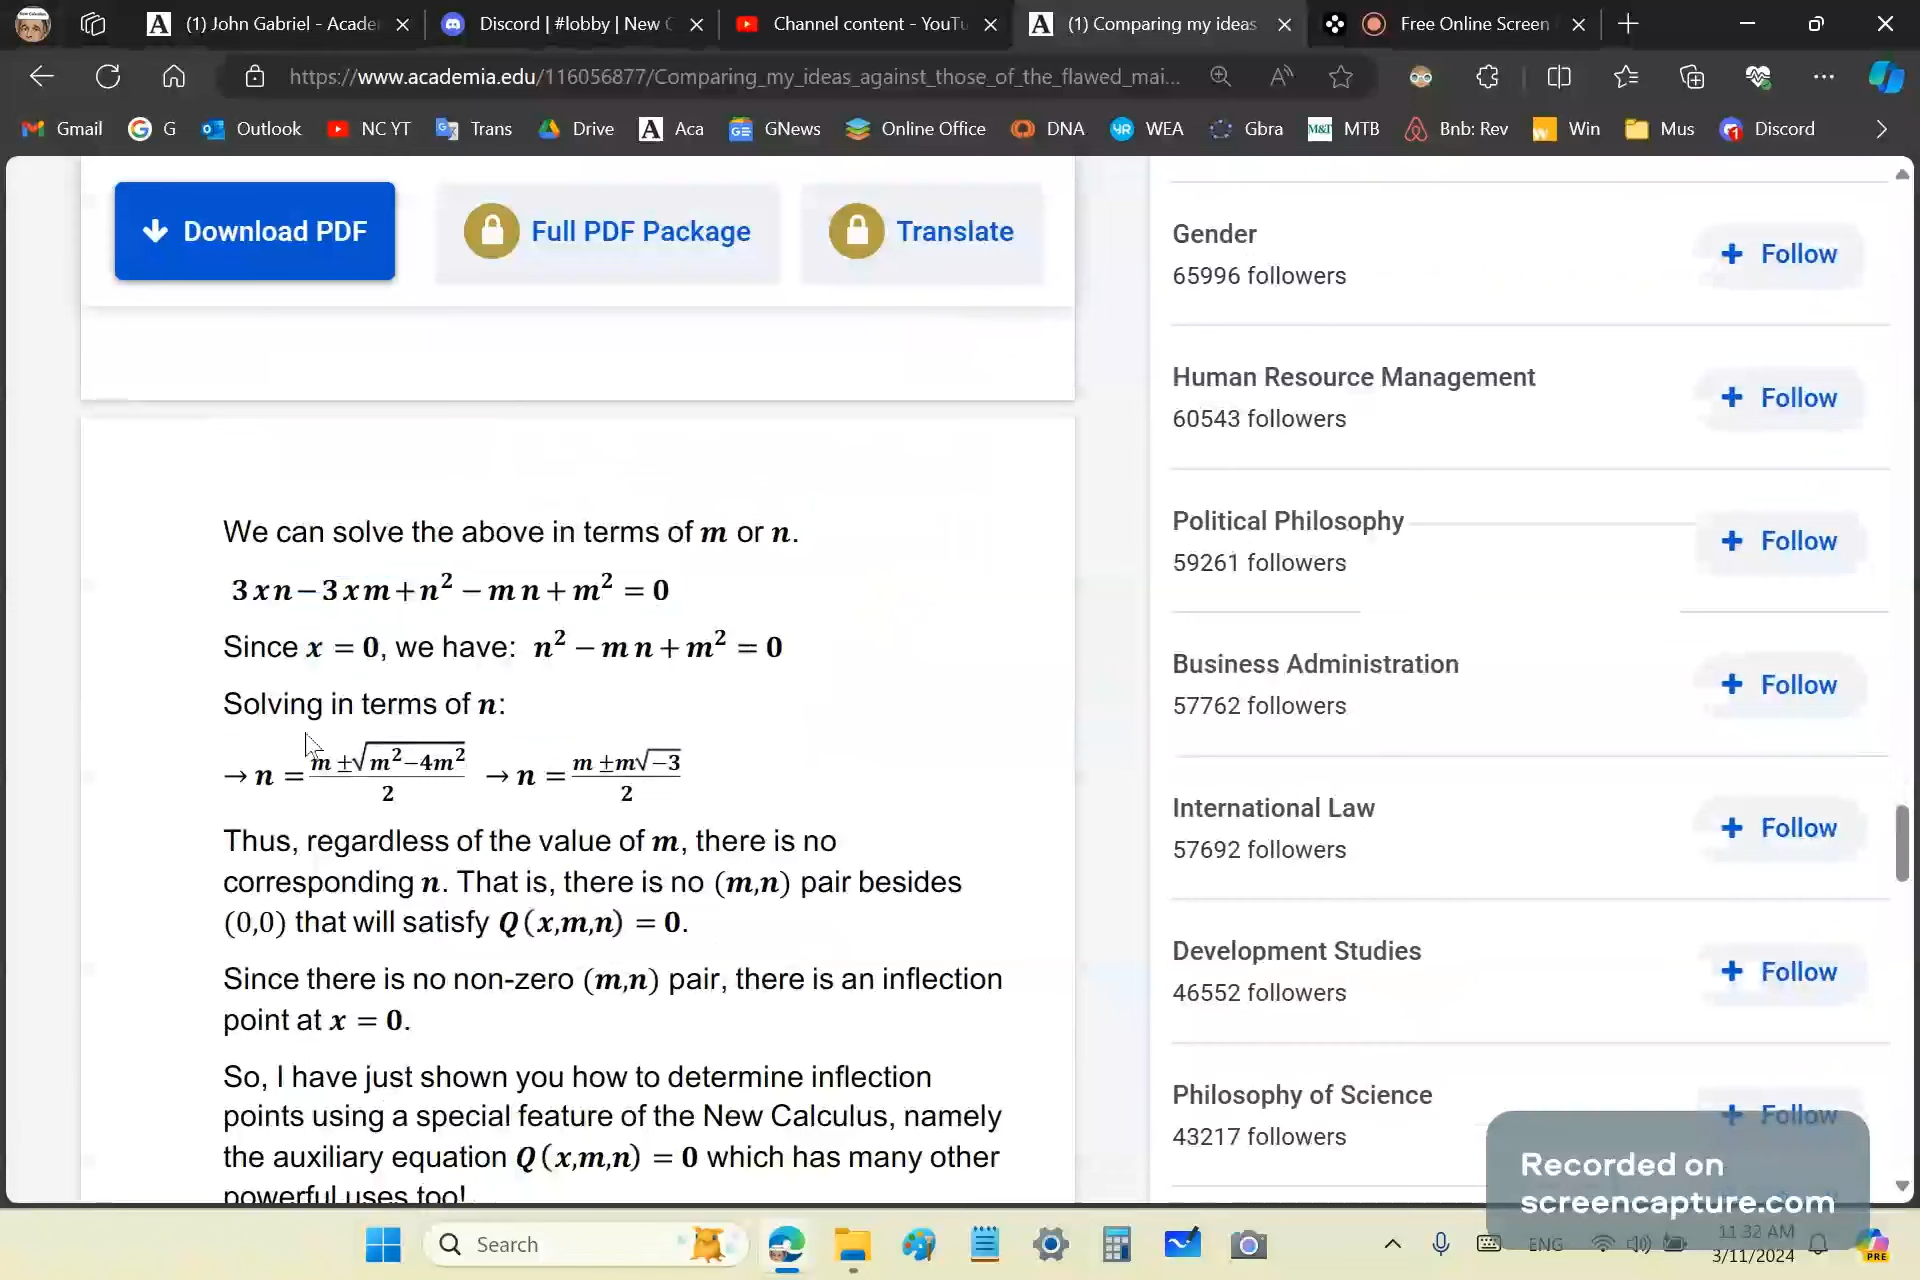 (1) John Gabriel - Acade
Discord | #lobby | New C
Channel content - YouTu
(1) Comparing my ideas
Free Online Screen
https://www.academia.edu/116056877/Comparing_my_ideas_against_those_of_the_flawed_mai...
Gmail
G
Outlook
NC YT
Trans
Drive
Aca
GNews
Online Office
DNA
WEA
Gbra
MTB
Bnb: Rev
Win
Mus
Discord
Download PDF
Full PDF Package
Translate
We can solve the above in terms of m or n.
3xn−3xm+n² − mn+m² = 0
Since x = 0, we have: n² − mn+m² = 0
Solving in terms of n:
→ n = (m ±√(m²−4m²))/2 → n = (m ±m√−3)/2
Thus, regardless of the value of m, there is no
corresponding n. That is, there is no (m,n) pair besides
(0,0) that will satisfy Q(x,m,n) = 0.
Since there is no non-zero (m,n) pair, there is an inflection
point at x = 0.
So, I have just shown you how to determine inflection
points using a special feature of the New Calculus, namely
the auxiliary equation Q(x,m,n) = 0 which has many other
powerful uses too!
Gender
65996 followers
Follow
Human Resource Management
60543 followers
Follow
Political Philosophy
59261 followers
Follow
Business Administration
57762 followers
Follow
International Law
57692 followers
Follow
Development Studies
46552 followers
Follow
Philosophy of Science
43217 followers
Follow
Recorded on
screencapture.com
Search
ENG
11:32 AM
3/11/2024
PRE